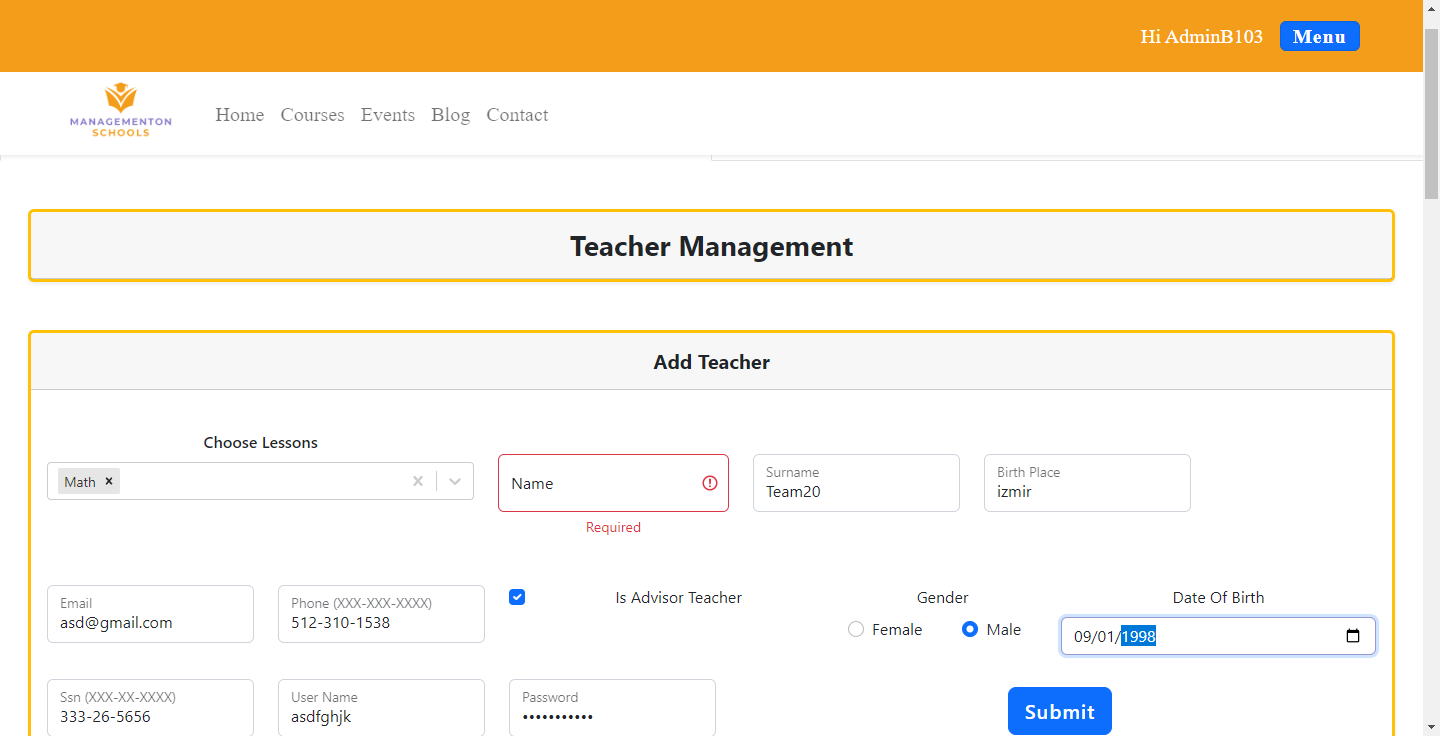 Hi AdminB103 Menu
MANAGEMENTON
SCHOOLS
Home Courses Events Blog Contact
Teacher Management
Add Teacher
Choose Lessons
Math ×
Name
Required
Surname
Team20
Birth Place
izmir
Email
asd@gmail.com
Phone (XXX-XXX-XXXX)
512-310-1538
Is Advisor Teacher
Gender
Female Male
Date Of Birth
09/01/1998
Ssn (XXX-XX-XXXX)
333-26-5656
User Name
asdfghjk
Password
•••••••••••
Submit